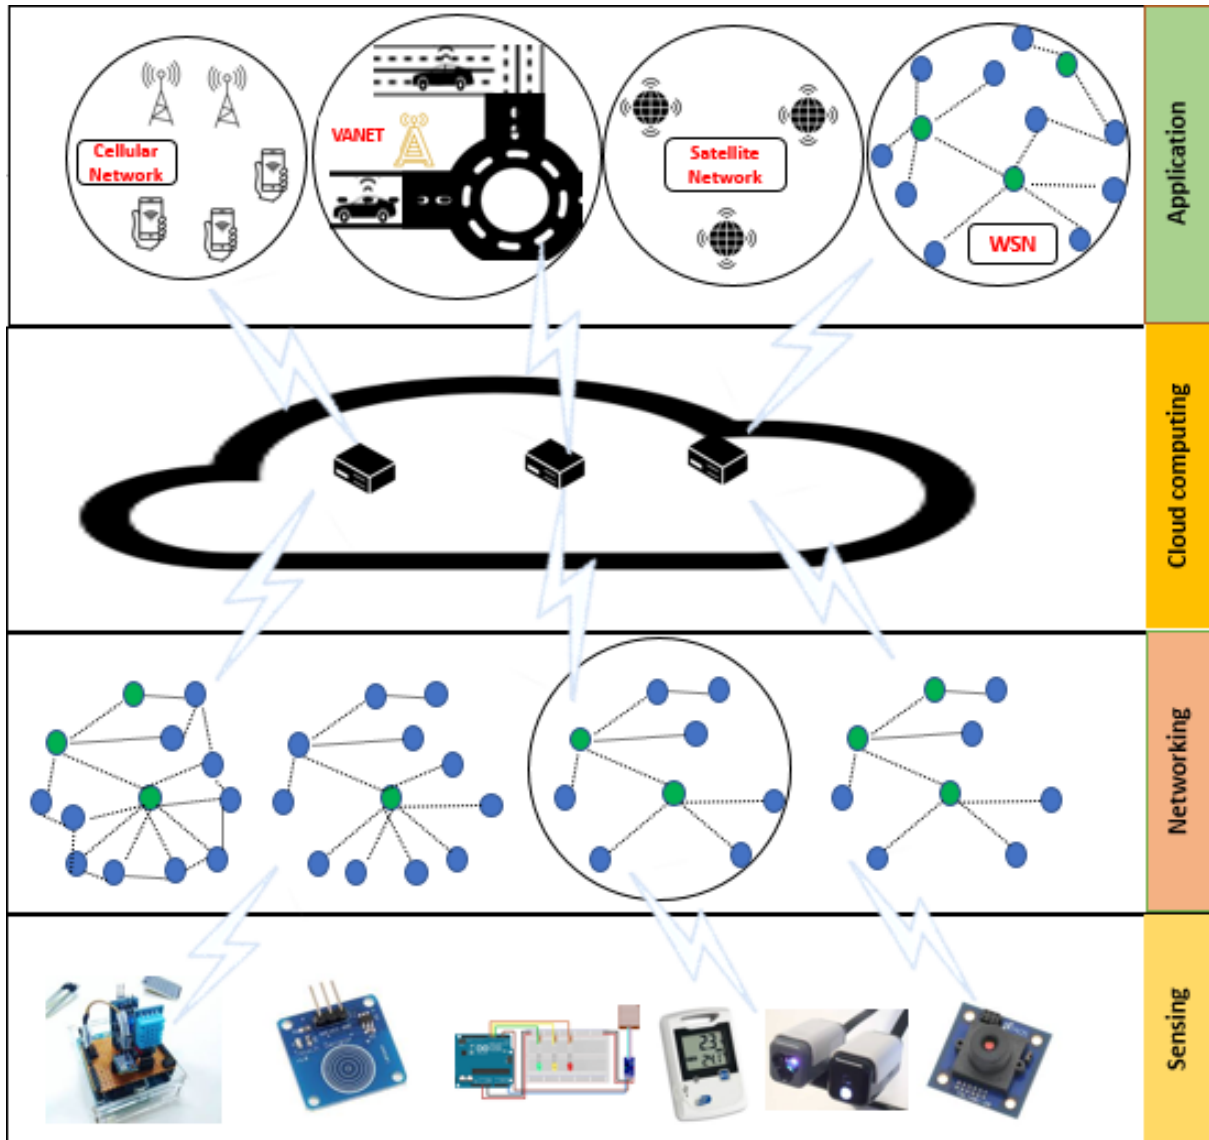 Cellular
Network
VANET
Satellite
Network
WSN
Application
Cloud computing
Networking
Sensing